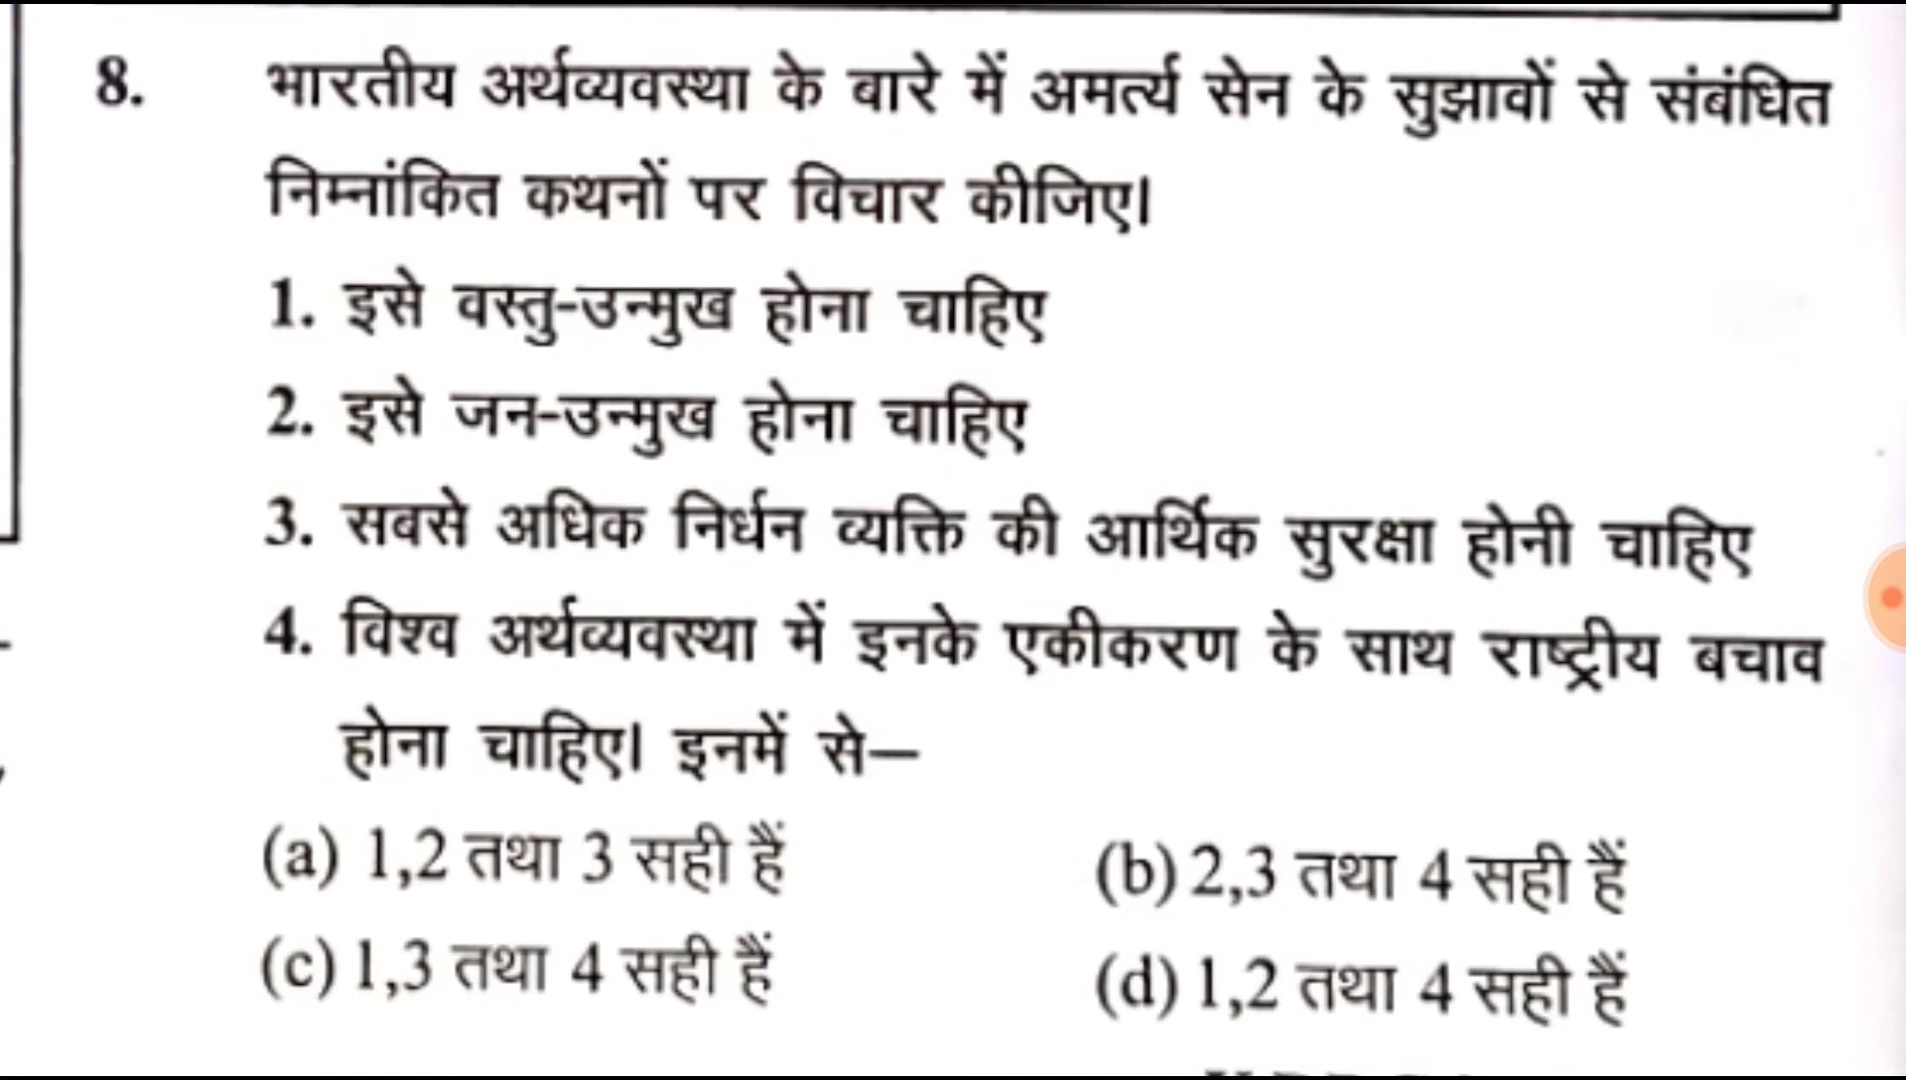 8. भारतीय अर्थव्यवस्था के बारे में अमर्त्य सेन के सुझावों से संबंधित
निम्नांकित कथनों पर विचार कीजिए।
1. इसे वस्तु-उन्मुख होना चाहिए
2. इसे जन-उन्मुख होना चाहिए
3. सबसे अधिक निर्धन व्यक्ति की आर्थिक सुरक्षा होनी चाहिए
4. विश्व अर्थव्यवस्था में इनके एकीकरण के साथ राष्ट्रीय बचाव
होना चाहिए। इनमें से—
(a) 1,2 तथा 3 सही हैं (b) 2,3 तथा 4 सही हैं
(c) 1,3 तथा 4 सही हैं (d) 1,2 तथा 4 सही हैं